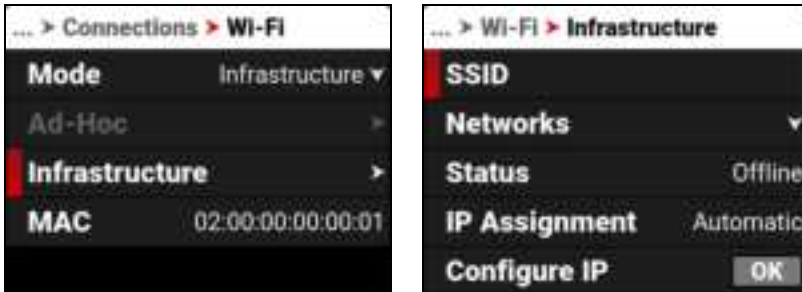 ... > Connections > Wi-Fi
Mode Infrastructure ▾
Ad-Hoc >
Infrastructure >
MAC 02:00:00:00:00:01
... > Wi-Fi > Infrastructure
SSID
Networks ▾
Status Offline
IP Assignment Automatic
Configure IP OK